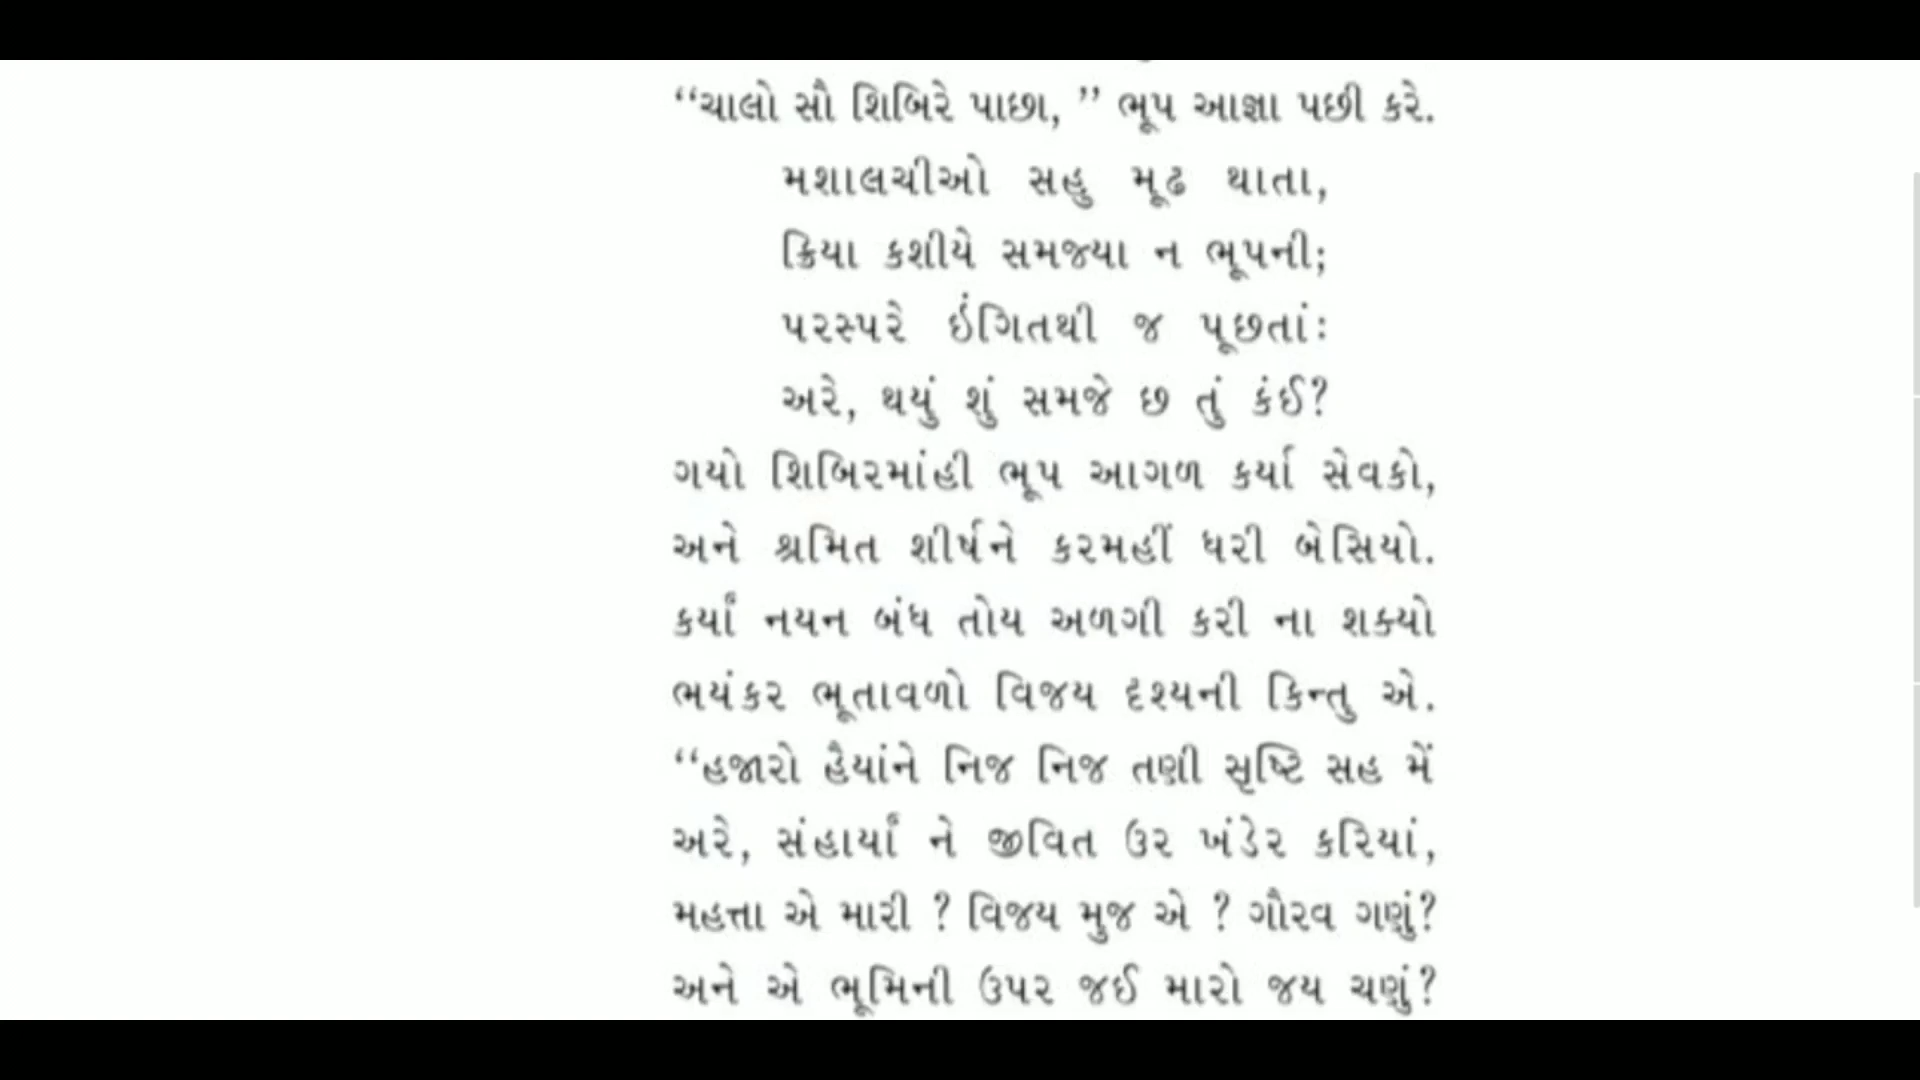 “ચાલો સૌ શિબિરે પાછા, ” ભૂપ આજ્ઞા પછી કરે.
મશાલચીઓ સહુ મૂઢ થાતા,
ક્રિયા કશીયે સમજ્યા ન ભૂપની;
પરસ્પરે ઇંગિતથી જ પૂછતાંઃ
અરે, થયું શું સમજે છ તું કંઈ?
ગયો શિબિરમાંહી ભૂપ આગળ કર્યા સેવકો,
અને શ્રમિત શીર્ષને કરમહીં ધરી બેસિયો.
કર્યાં નયન બંધ તોય અળગી કરી ના શક્યો
ભયંકર ભૂતાવળો વિજય દૃશ્યની કિન્તુ એ.
“હજારો હૈયાંને નિજ નિજ તણી સૃષ્ટિ સહ મેં
અરે, સંહાર્યાં ને જીવિત ઉર ખંડેર કરિયાં,
મહત્તા એ મારી ? વિજય મુજ એ ? ગૌરવ ગણું?
અને એ ભૂમિની ઉપર જઈ મારો જય ચણું?